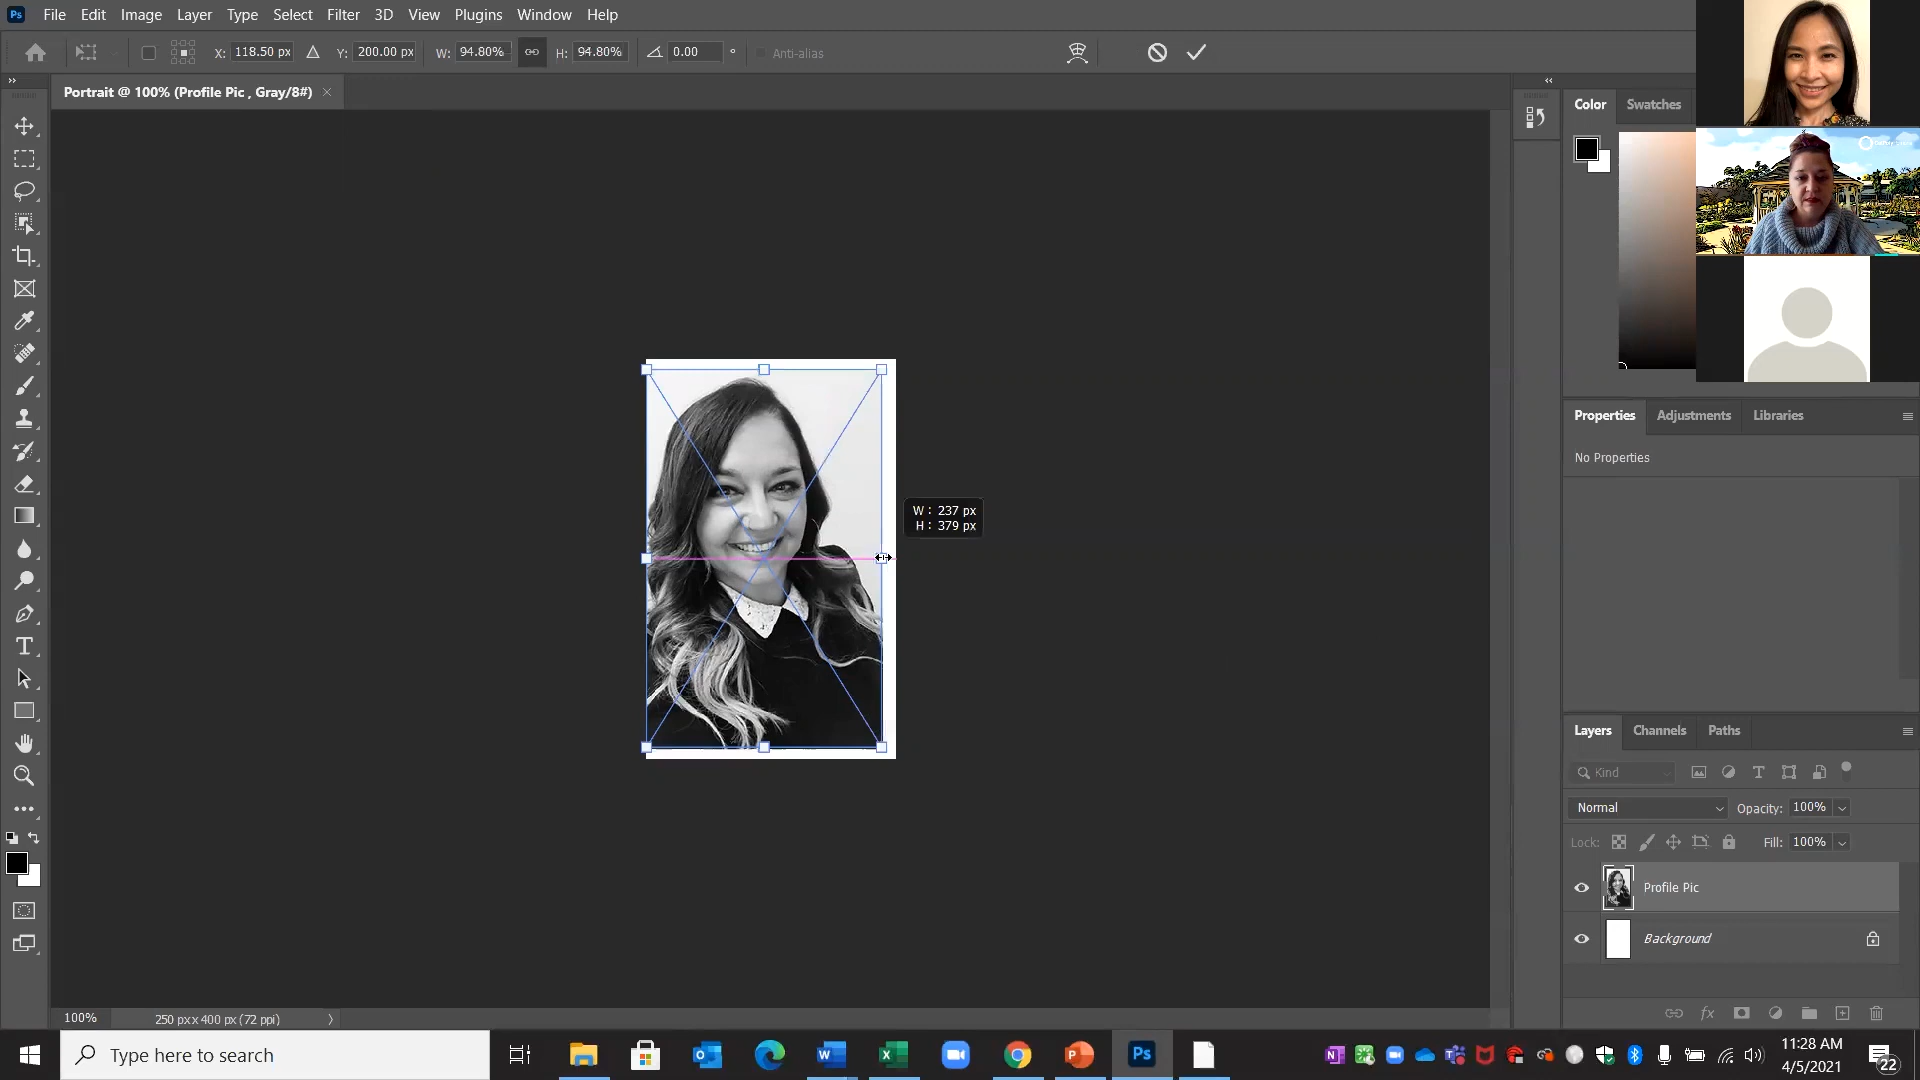 Ps File Edit Image Layer Type Select Filter 3D View Plugins Window Help
X: 118.50 px Y: 200.00 px W: 94.80% H: 94.80% 0.00 ° Anti-alias
Portrait @ 100% (Profile Pic , Gray/8#) ×
Color Swatches
W : 237 px
H : 379 px
Properties Adjustments Libraries
No Properties
Layers Channels Paths
Kind
Normal Opacity: 100%
Lock: Fill: 100%
Profile Pic
Background
fx
100% 250 px x 400 px (72 ppi)
Type here to search
11:28 AM
4/5/2021
22